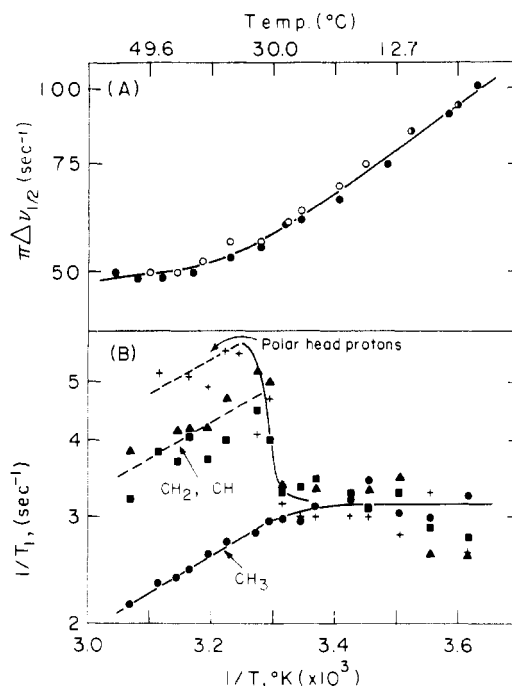 Temp. (°C)
49.6 30.0 12.7
100
(A)
75
50
πΔν1/2 (sec⁻¹)
(B)
Polar head protons
5
4
CH₂, CH
3
CH₃
2
1/T₁, (sec⁻¹)
3.0 3.2 3.4 3.6
1/T, °K (×10³)